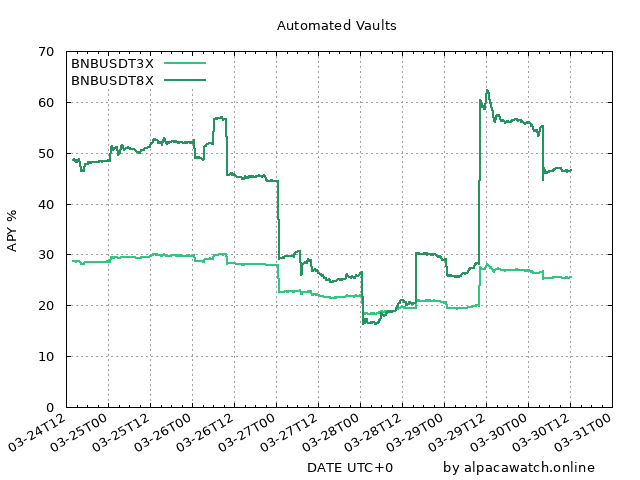 Automated Vaults
BNBUSDT3X
BNBUSDT8X
APY %
70
60
50
40
30
20
10
0
03-24T12
03-25T00
03-25T12
03-26T00
03-26T12
03-27T00
03-27T12
03-28T00
03-28T12
03-29T00
03-29T12
03-30T00
03-30T12
03-31T00
DATE UTC+0
by alpacawatch.online